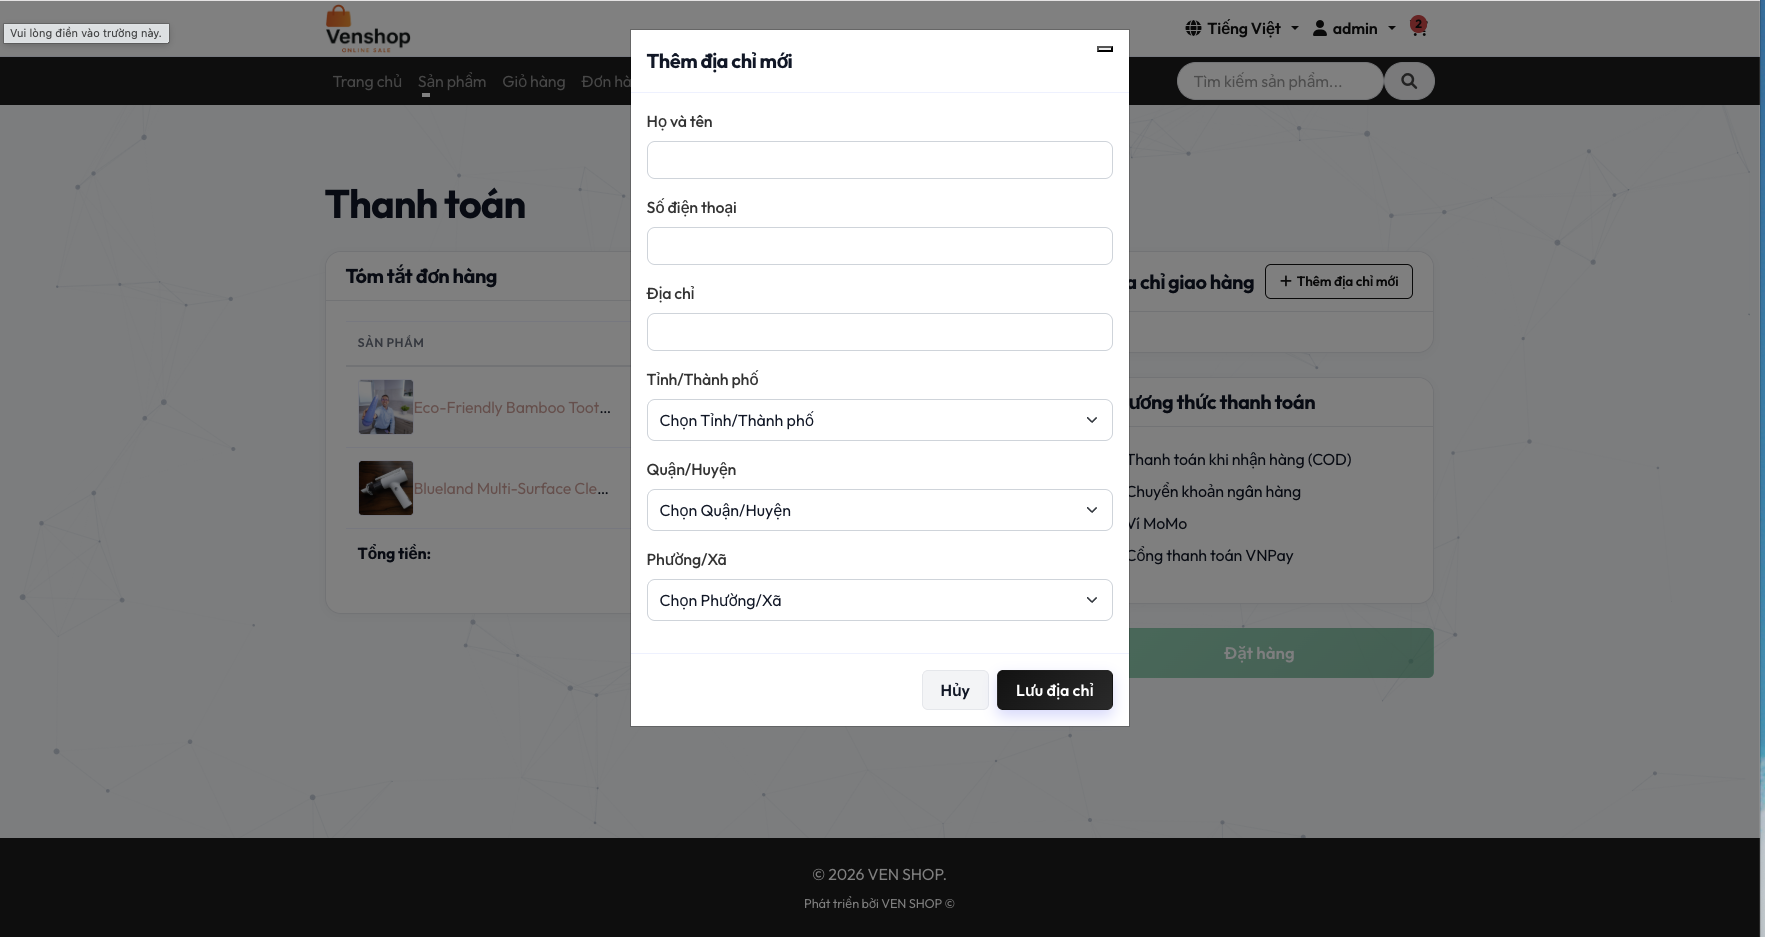 Vui lòng điền vào trường này.
Venshop
ONLINE SALE
Tiếng Việt
admin
2
Trang chủ
Sản phẩm
Giỏ hàng
Đơn hà
Tìm kiếm sản phẩm...
Thanh toán
Tóm tắt đơn hàng
SẢN PHẨM
Eco-Friendly Bamboo Toot...
Blueland Multi-Surface Cle...
Tổng tiền:
Thêm địa chỉ mới
Họ và tên
Số điện thoại
Địa chỉ
Tỉnh/Thành phố
Chọn Tỉnh/Thành phố
Quận/Huyện
Chọn Quận/Huyện
Phường/Xã
Chọn Phường/Xã
Hủy
Lưu địa chỉ
a chỉ giao hàng
+ Thêm địa chỉ mới
ương thức thanh toán
Thanh toán khi nhận hàng (COD)
Chuyển khoản ngân hàng
Ví MoMo
Cổng thanh toán VNPay
Đặt hàng
© 2026 VEN SHOP.
Phát triển bởi VEN SHOP ©